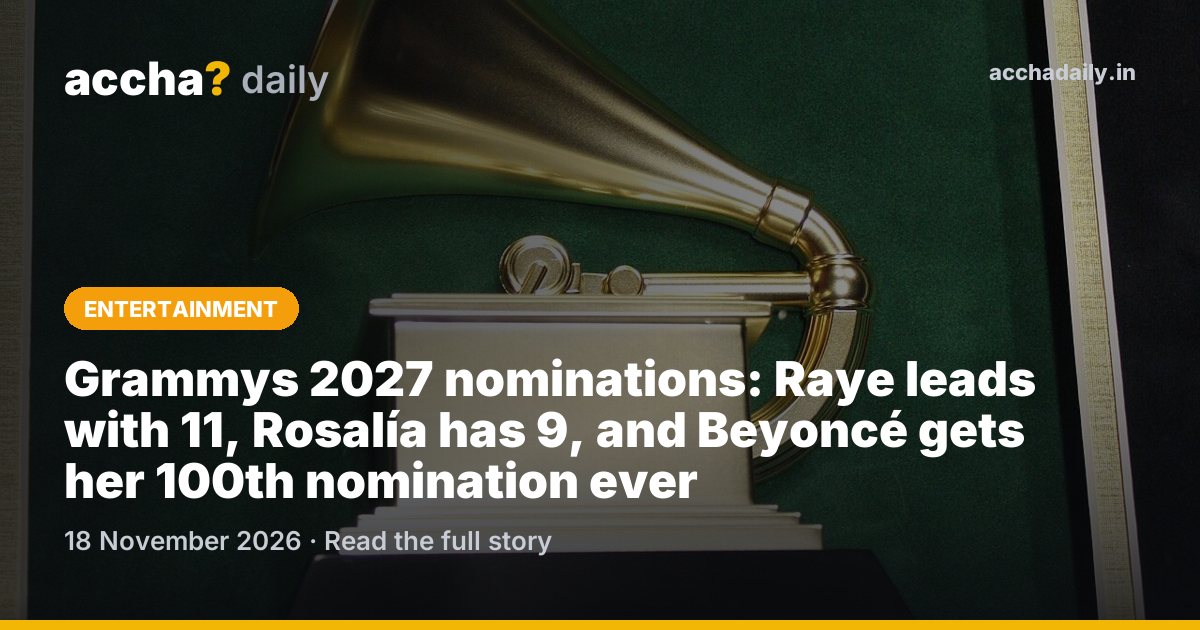 accha? daily
acchadaily.in
ENTERTAINMENT
Grammys 2027 nominations: Raye leads
with 11, Rosalía has 9, and Beyoncé gets
her 100th nomination ever
18 November 2026 · Read the full story